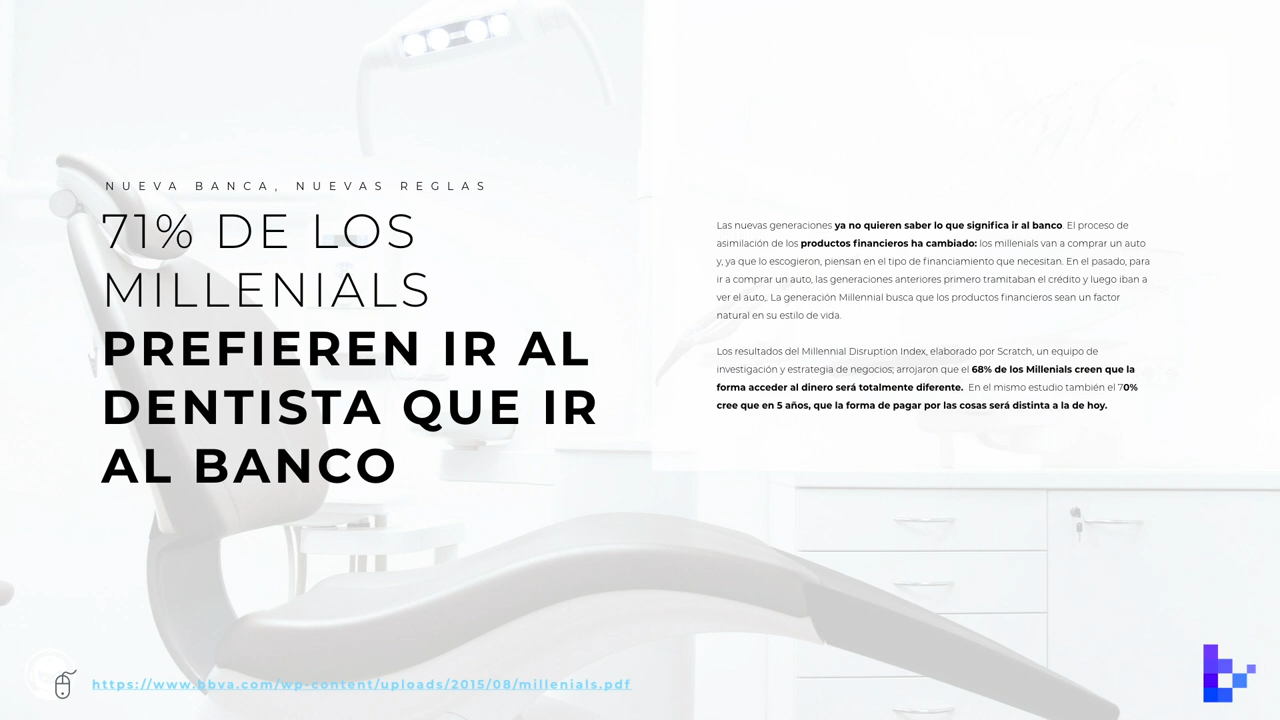 NUEVA BANCA, NUEVAS REGLAS
71% DE LOS
MILLENIALS
PREFIEREN IR AL
DENTISTA QUE IR
AL BANCO
Las nuevas generaciones ya no quieren saber lo que significa ir al banco. El proceso de
asimilación de los productos financieros ha cambiado: los millenials van a comprar un auto
y, ya que lo escogieron, piensan en el tipo de financiamiento que necesitan. En el pasado, para
ir a comprar un auto, las generaciones anteriores primero tramitaban el crédito y luego iban a
ver el auto,. La generación Millennial busca que los productos financieros sean un factor
natural en su estilo de vida.
Los resultados del Millennial Disruption Index, elaborado por Scratch, un equipo de
investigación y estrategia de negocios; arrojaron que el 68% de los Millenials creen que la
forma acceder al dinero será totalmente diferente. En el mismo estudio también el 70%
cree que en 5 años, que la forma de pagar por las cosas será distinta a la de hoy.
https://www.bbva.com/wp-content/uploads/2015/08/millenials.pdf